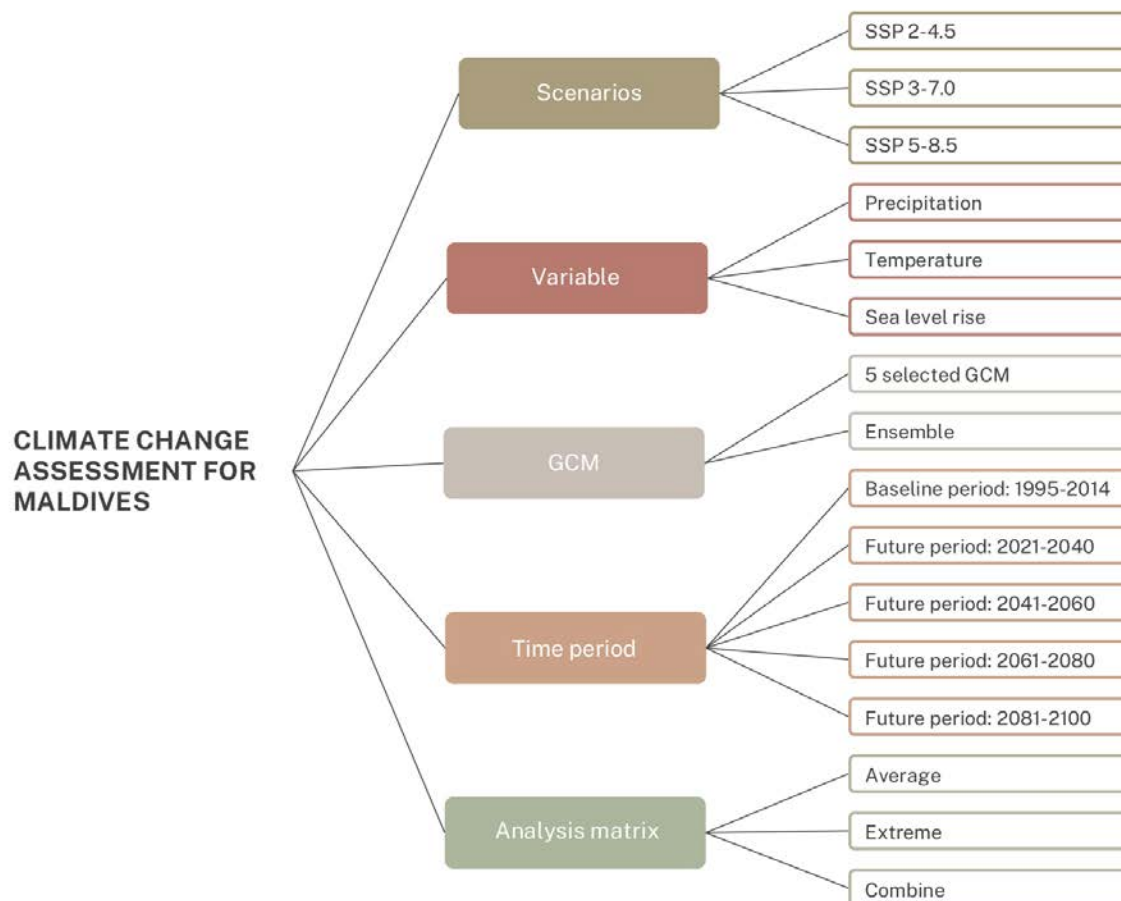 CLIMATE CHANGE
ASSESSMENT FOR
MALDIVES
Scenarios
SSP 2-4.5
SSP 3-7.0
SSP 5-8.5
Variable
Precipitation
Temperature
Sea level rise
GCM
5 selected GCM
Ensemble
Time period
Baseline period: 1995-2014
Future period: 2021-2040
Future period: 2041-2060
Future period: 2061-2080
Future period: 2081-2100
Analysis matrix
Average
Extreme
Combine